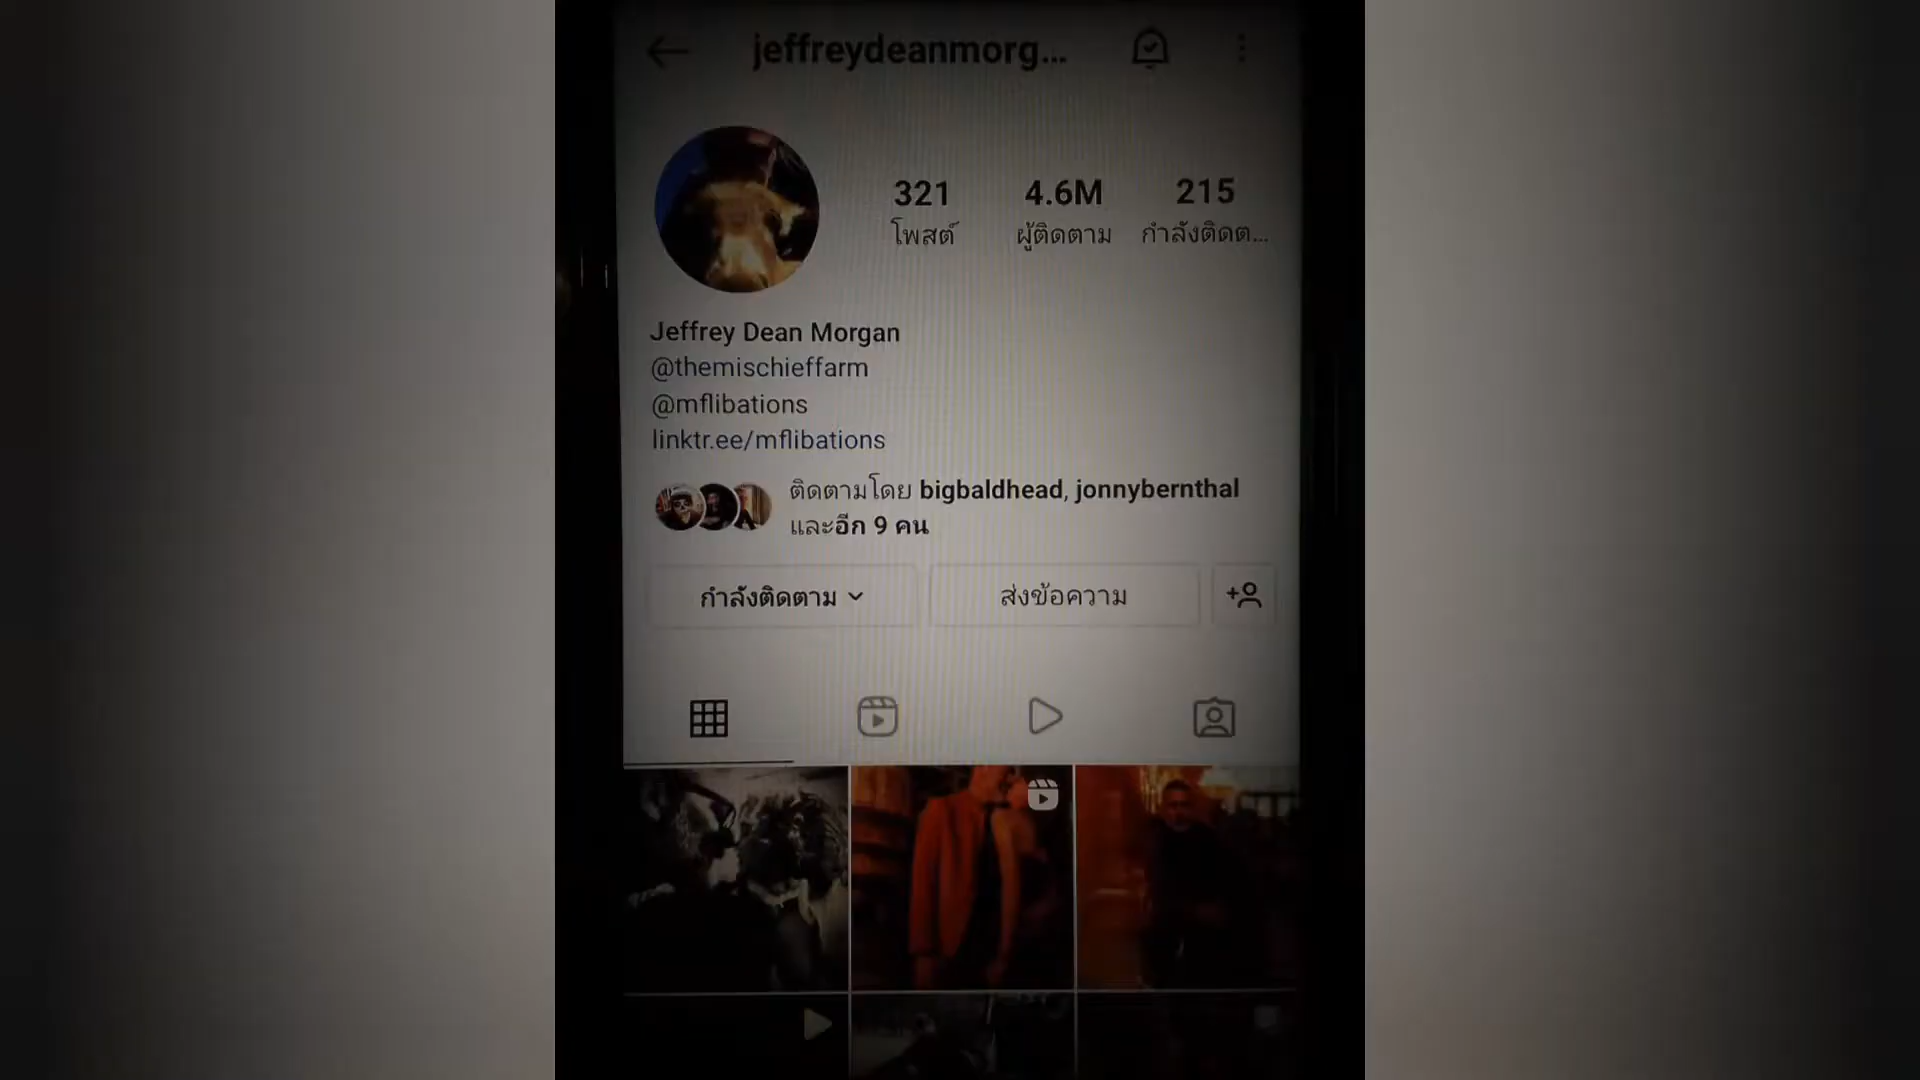 jeffreydeanmorg...
321
4.6M
215
โพสต์
ผู้ติดตาม
กำลังติดต...
Jeffrey Dean Morgan
@themischieffarm
@mflibations
linktr.ee/mflibations
ติดตามโดย bigbaldhead, jonnybernthal
และอีก 9 คน
กำลังติดตาม
ส่งข้อความ